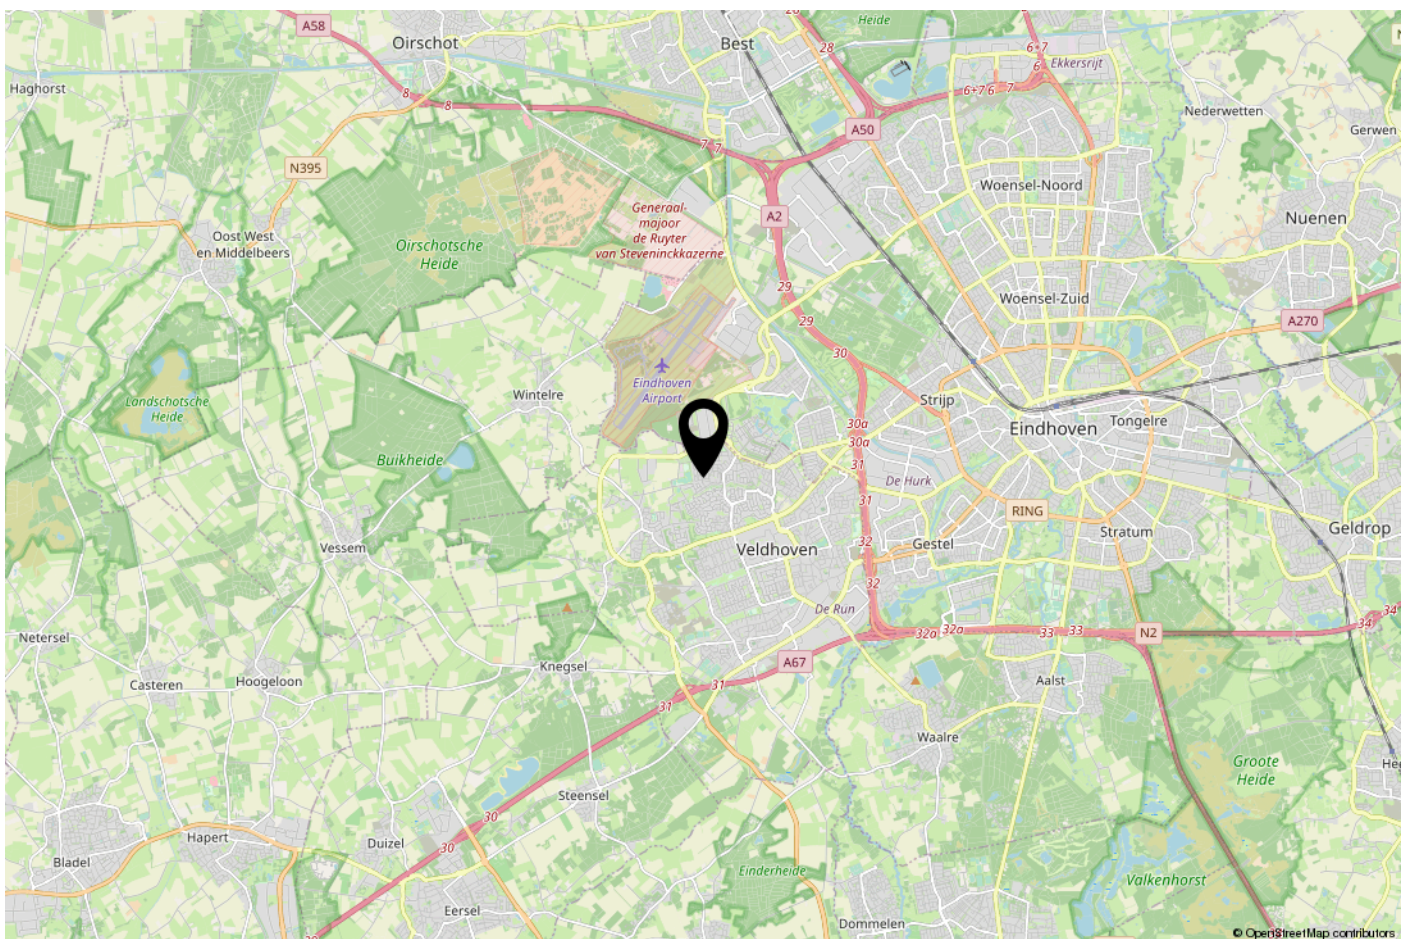 A58
Oirschot
Best
28
28
Heide
6+7
6
Ekkersrijt
Haghorst
8
8
6+7 6
7
Nederwetten
A50
Gerwen
7
7
N395
Woensel-Noord
Generaal-
majoor
de Ruyter
van Steveninckkazerne
A2
Nuenen
Oost West
en Middelbeers
Oirschotsche
Heide
29
Woensel-Zuid
29
A270
30
Eindhoven
Airport
Wintelre
Landschotsche
Heide
Strijp
30a
Eindhoven
Tongelre
30a
Buikheide
31
De Hurk
31
RING
Geldrop
Stratum
32
Vessem
Veldhoven
Gestel
32
De Run
34
Netersel
32a
32a
33
33
N2
34
A67
Knegsel
Casteren
Hoogeloon
31
Aalst
31
Waalre
Groote
Heide
Steensel
30
Hapert
Duizel
30
Bladel
Einderheide
Valkenhorst
Eersel
Dommelen
© OpenStreetMap contributors